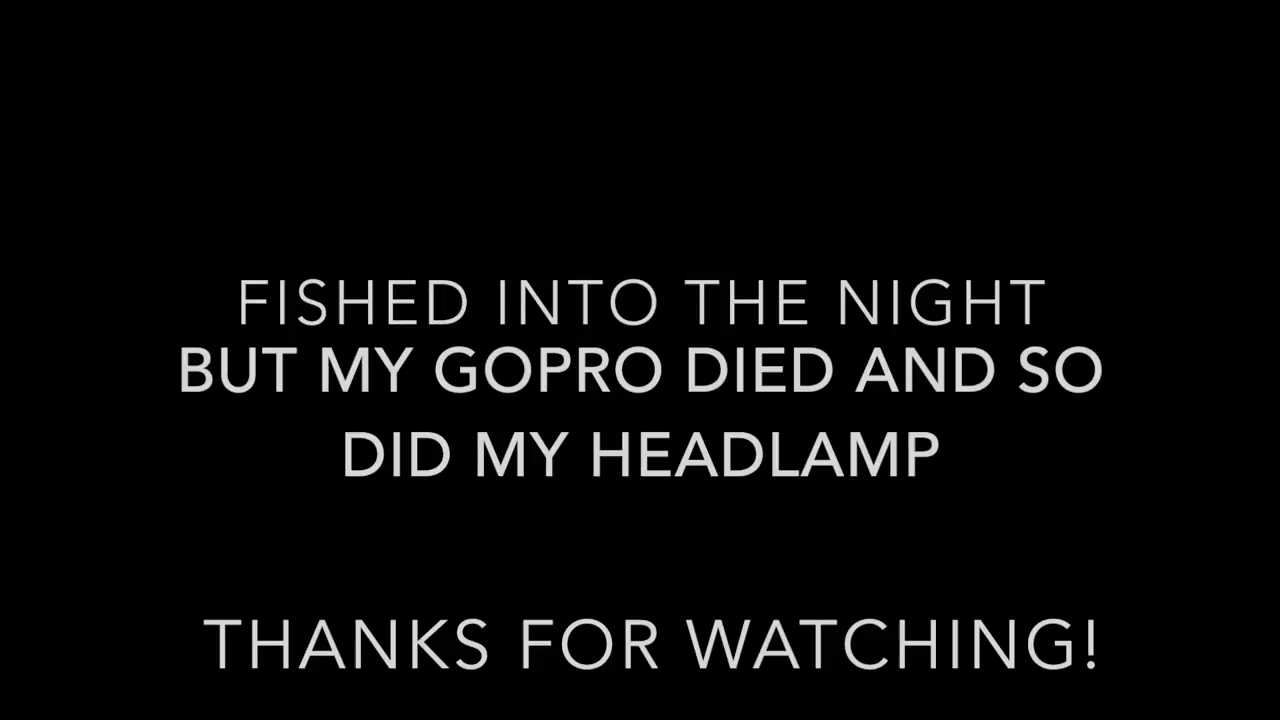 FISHED INTO THE NIGHT
BUT MY GOPRO DIED AND SO
DID MY HEADLAMP
THANKS FOR WATCHING!